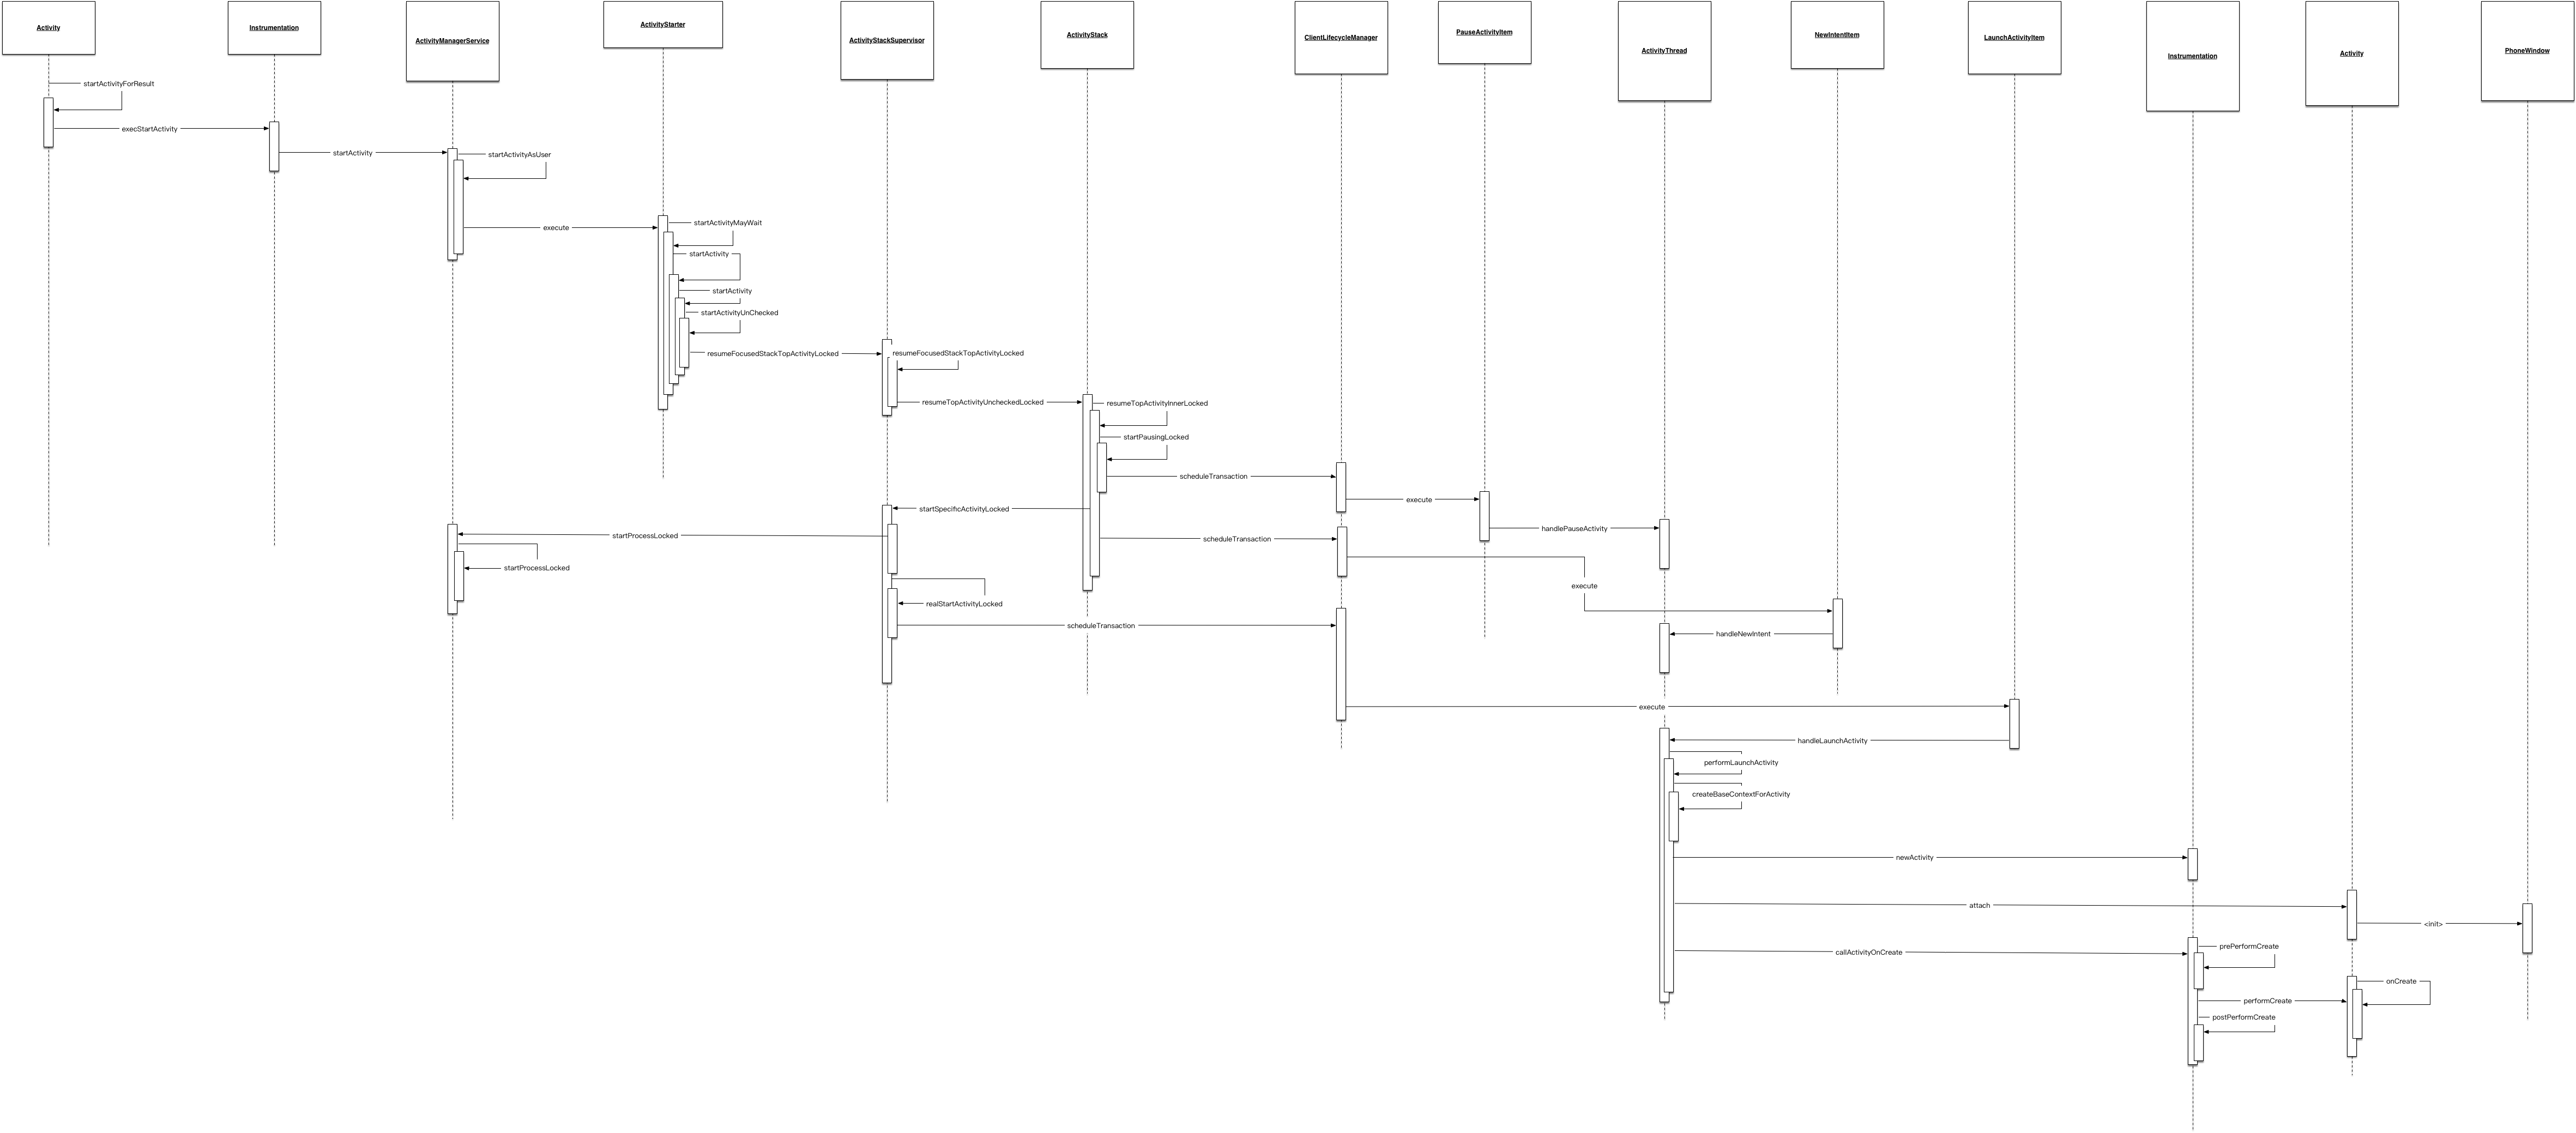 Activity
Instrumentation
ActivityManagerService
ActivityStarter
ActivityStackSupervisor
ActivityStack
ClientLifecycleManager
PauseActivityItem
ActivityThread
NewIntentItem
LaunchActivityItem
Instrumentation
Activity
PhoneWindow
startActivityForResult
execStartActivity
startActivity
startActivityAsUser
execute
startActivityMayWait
startActivity
startActivity
startActivityUnChecked
resumeFocusedStackTopActivityLocked
resumeFocusedStackTopActivityLocked
resumeTopActivityUncheckedLocked
resumeTopActivityInnerLocked
startPausingLocked
scheduleTransaction
execute
startSpecificActivityLocked
handlePauseActivity
startProcessLocked
scheduleTransaction
startProcessLocked
execute
realStartActivityLocked
scheduleTransaction
handleNewIntent
execute
handleLaunchActivity
performLaunchActivity
createBaseContextForActivity
newActivity
attach
<init>
prePerformCreate
callActivityOnCreate
onCreate
performCreate
postPerformCreate